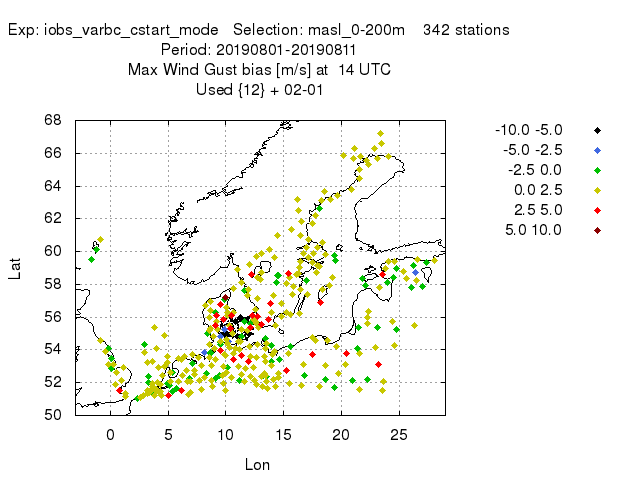 Exp: iobs_varbc_cstart_mode   Selection: masl_0-200m    342 stations
Period: 20190801-20190811
Max Wind Gust bias [m/s] at  14 UTC
Used {12} + 02-01
68
66
64
62
60
58
56
54
52
50
Lat
0 5 10 15 20 25
Lon
-10.0 -5.0
-5.0 -2.5
-2.5 0.0
0.0 2.5
2.5 5.0
5.0 10.0